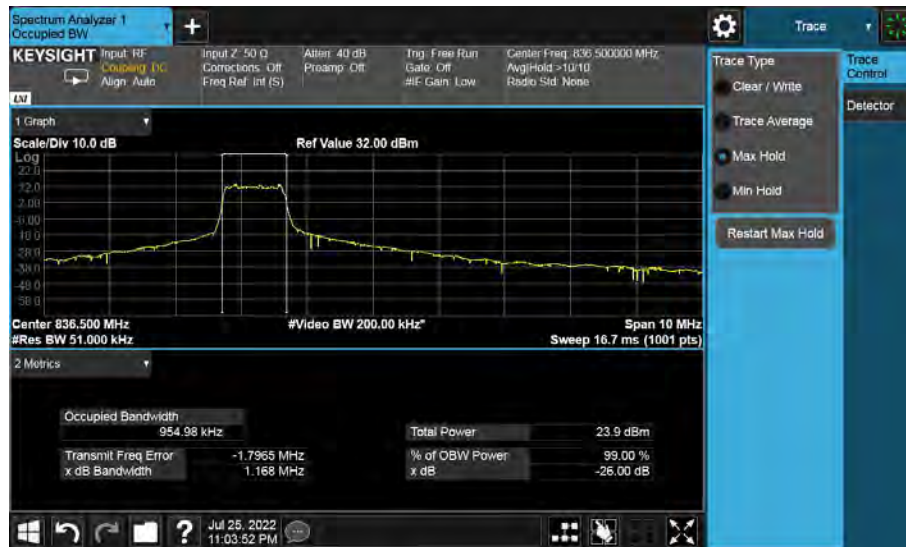 Spectrum Analyzer 1
Occupied BW
Trace
KEYSIGHT
Input: RF
Coupling: DC
Align: Auto
Input Z: 50 Ω
Corrections: Off
Freq Ref: Int (S)
Atten: 40 dB
Preamp: Off
Trig: Free Run
Gate: Off
#IF Gain: Low
Center Freq: 836.500000 MHz
Avg|Hold:>10/10
Radio Std: None
LXI
Trace Type
Clear / Write
Trace Average
Max Hold
Min Hold
Restart Max Hold
Trace
Control
Detector
1 Graph
Scale/Div 10.0 dB
Ref Value 32.00 dBm
Log
22.0
12.0
2.00
-8.00
-18.0
-28.0
-38.0
-48.0
-58.0
Center 836.500 MHz
#Video BW 200.00 kHz*
Span 10 MHz
#Res BW 51.000 kHz
Sweep 16.7 ms (1001 pts)
2 Metrics
Occupied Bandwidth
954.98 kHz
Total Power
23.9 dBm
Transmit Freq Error
-1.7965 MHz
% of OBW Power
99.00 %
x dB Bandwidth
1.168 MHz
x dB
-26.00 dB
?
Jul 25, 2022
11:03:52 PM